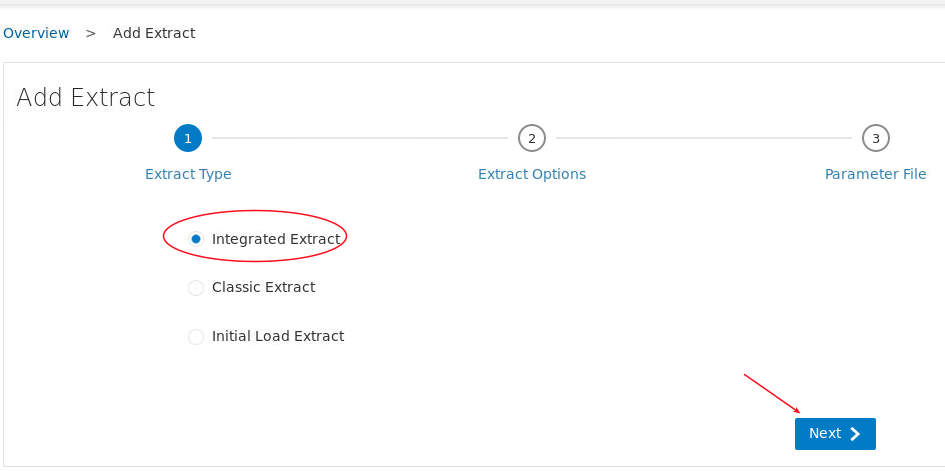 Overview > Add Extract
Add Extract
1 2 3
Extract Type Extract Options Parameter File
Integrated Extract
Classic Extract
Initial Load Extract
Next